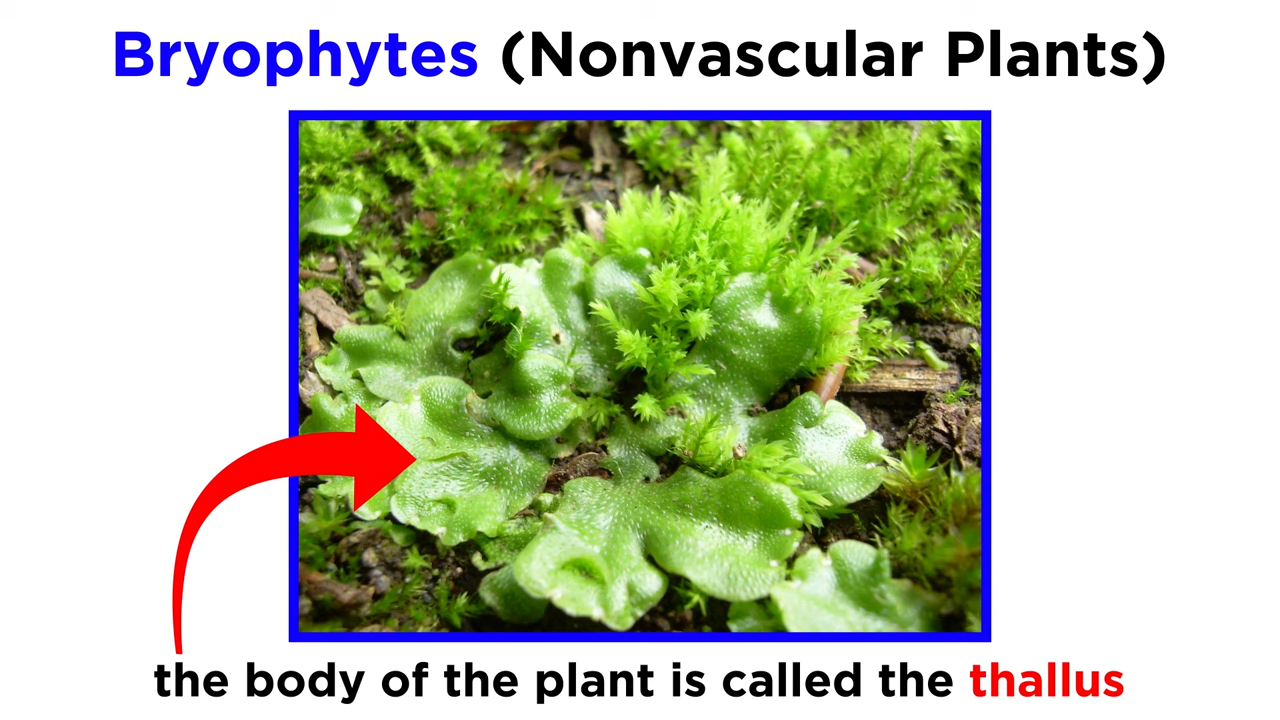 Bryophytes (Nonvascular Plants)
the body of the plant is called the thallus